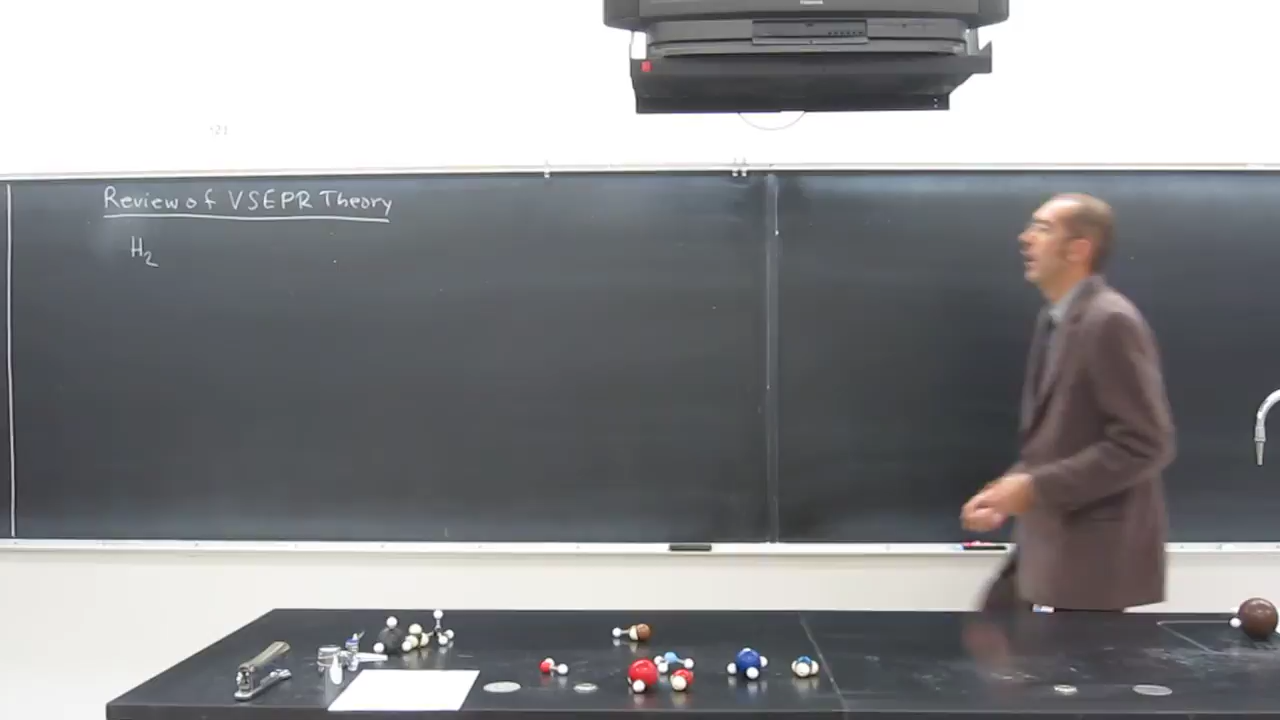 Review of VSEPR Theory
H₂